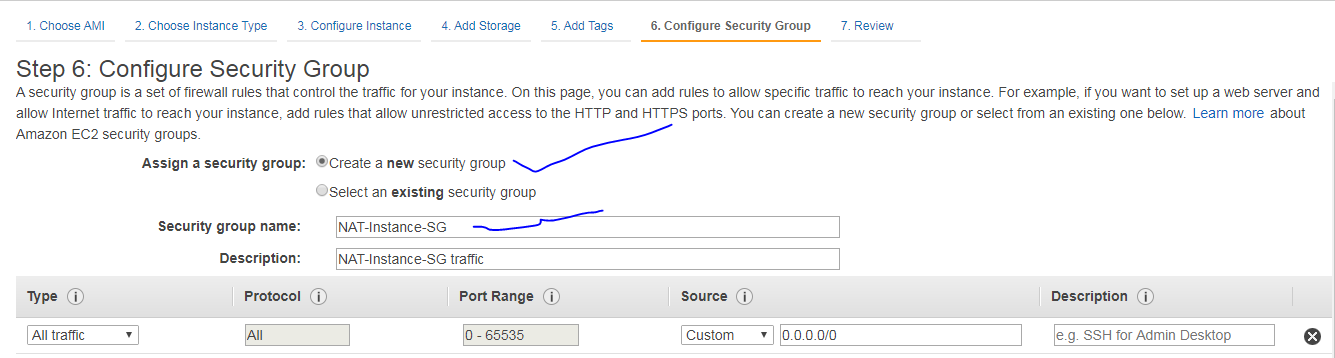 1. Choose AMI 2. Choose Instance Type 3. Configure Instance 4. Add Storage 5. Add Tags 6. Configure Security Group 7. Review
Step 6: Configure Security Group
A security group is a set of firewall rules that control the traffic for your instance. On this page, you can add rules to allow specific traffic to reach your instance. For example, if you want to set up a web server and
allow Internet traffic to reach your instance, add rules that allow unrestricted access to the HTTP and HTTPS ports. You can create a new security group or select from an existing one below. Learn more about
Amazon EC2 security groups.
Assign a security group: Create a new security group
Select an existing security group
Security group name: NAT-Instance-SG
Description: NAT-Instance-SG traffic
Type i Protocol i Port Range i Source i Description i
All traffic All 0 - 65535 Custom 0.0.0.0/0 e.g. SSH for Admin Desktop